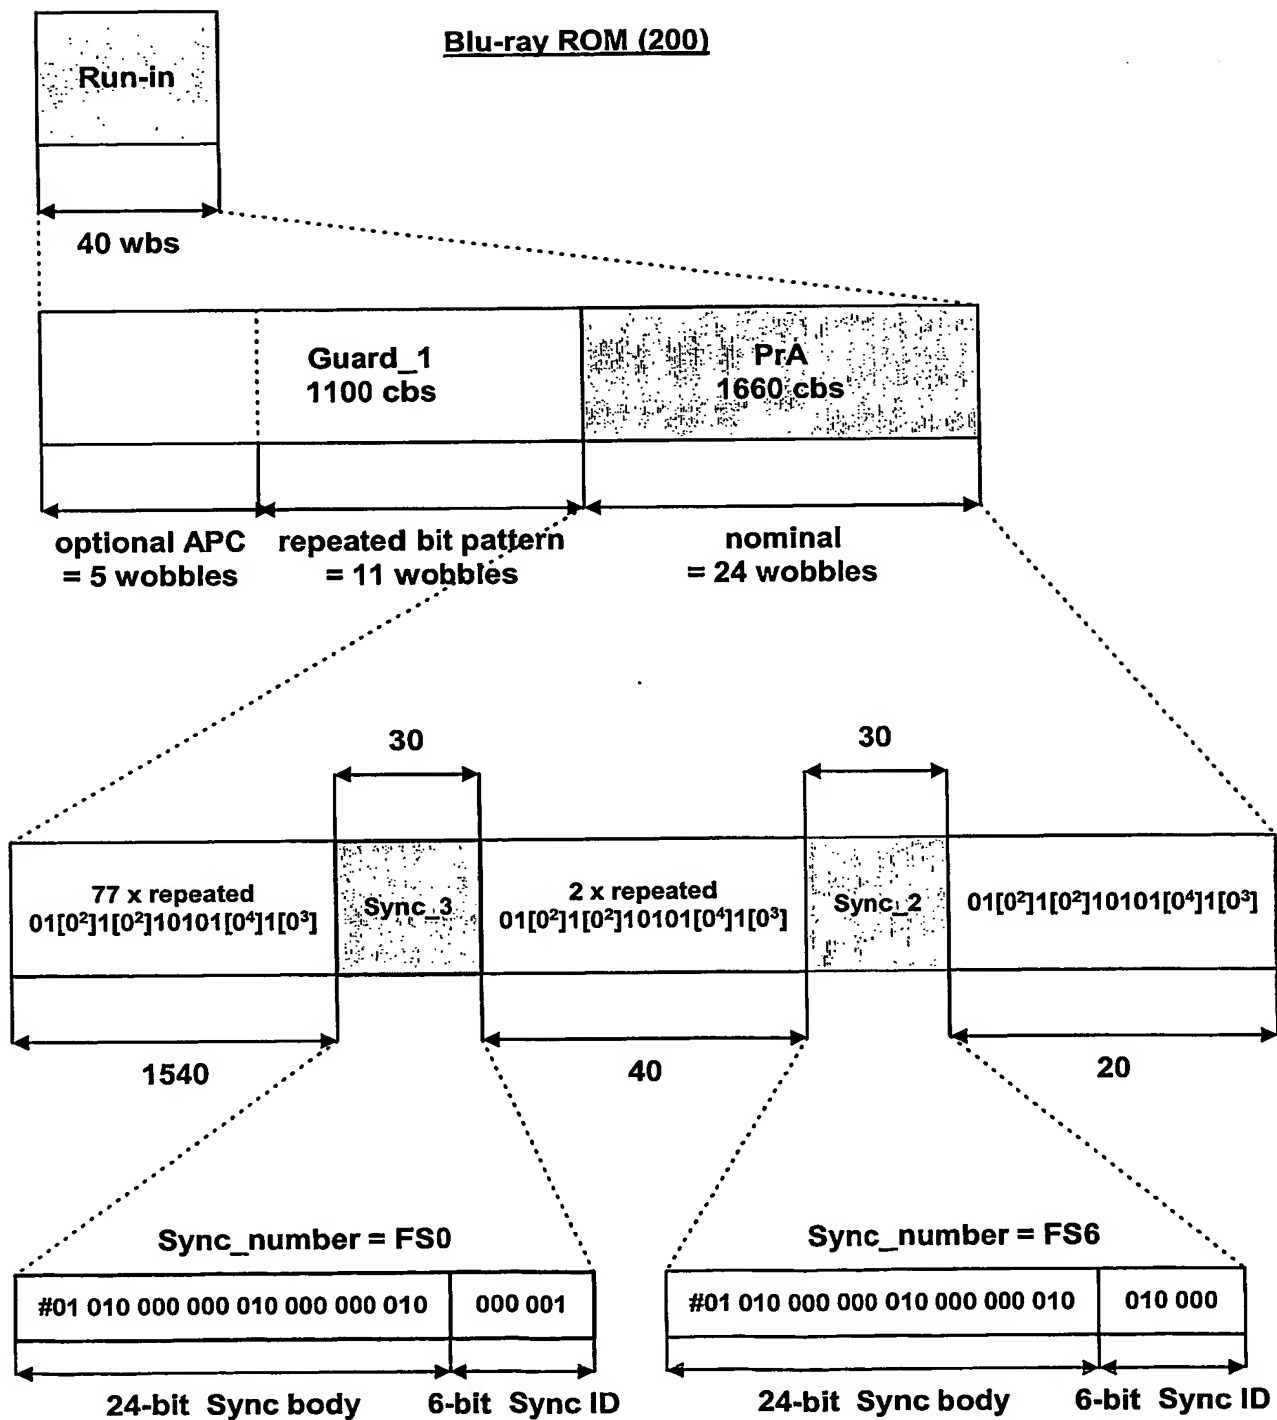 Blu-ray ROM (200)
Run-in
40 wbs
Guard_1
1100 cbs
PrA
1660 cbs
optional APC
= 5 wobbles
repeated bit pattern
= 11 wobbles
nominal
= 24 wobbles
30
30
77 x repeated
01[0²]1[0²]10101[0⁴]1[0³]
Sync_3
2 x repeated
01[0²]1[0²]10101[0⁴]1[0³]
Sync_2
01[0²]1[0²]10101[0⁴]1[0³]
1540
40
20
Sync_number = FS0
Sync_number = FS6
#01 010 000 000 010 000 000 010
000 001
#01 010 000 000 010 000 000 010
010 000
24-bit Sync body
6-bit Sync ID
24-bit Sync body
6-bit Sync ID